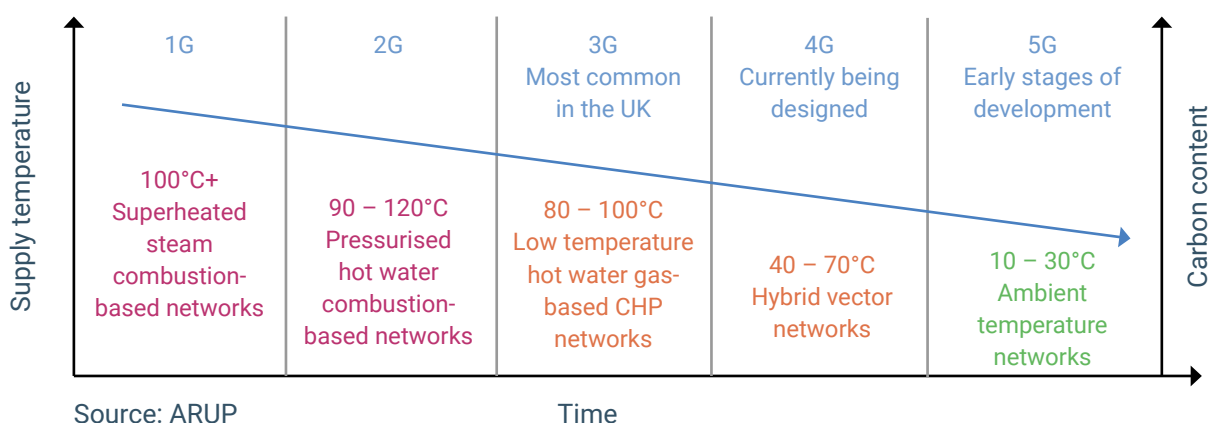 Supply temperature
1G
100°C+
Superheated
steam
combustion-
based networks
2G
90 – 120°C
Pressurised
hot water
combustion-
based networks
3G
Most common
in the UK
80 – 100°C
Low temperature
hot water gas-
based CHP
networks
4G
Currently being
designed
40 – 70°C
Hybrid vector
networks
5G
Early stages of
development
10 – 30°C
Ambient
temperature
networks
Carbon content
Source: ARUP
Time